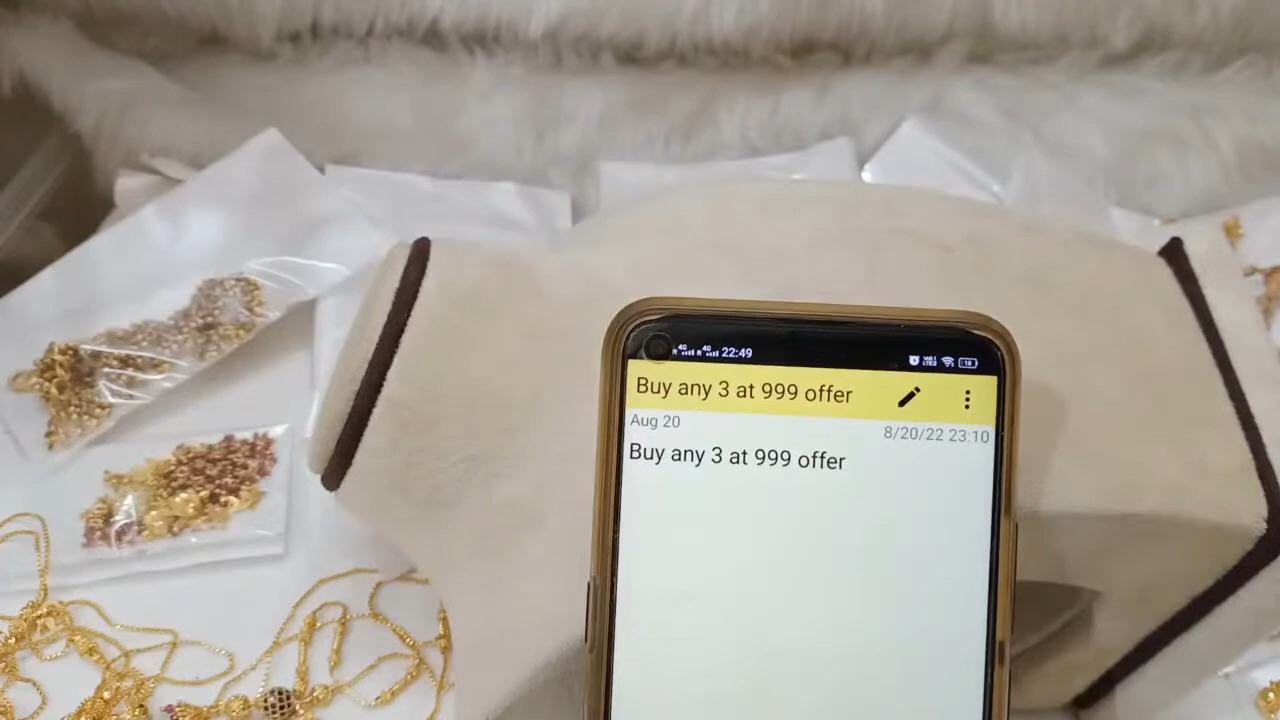 22:49
Buy any 3 at 999 offer
Aug 20
8/20/22 23:10
Buy any 3 at 999 offer